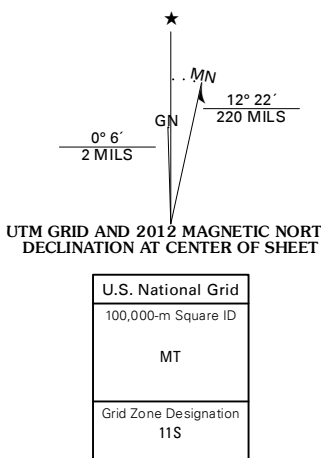 ★
MN
GN
12° 22´
220 MILS
0° 6´
2 MILS
UTM GRID AND 2012 MAGNETIC NORT
DECLINATION AT CENTER OF SHEET
U.S. National Grid
100,000-m Square ID
MT
Grid Zone Designation
11S